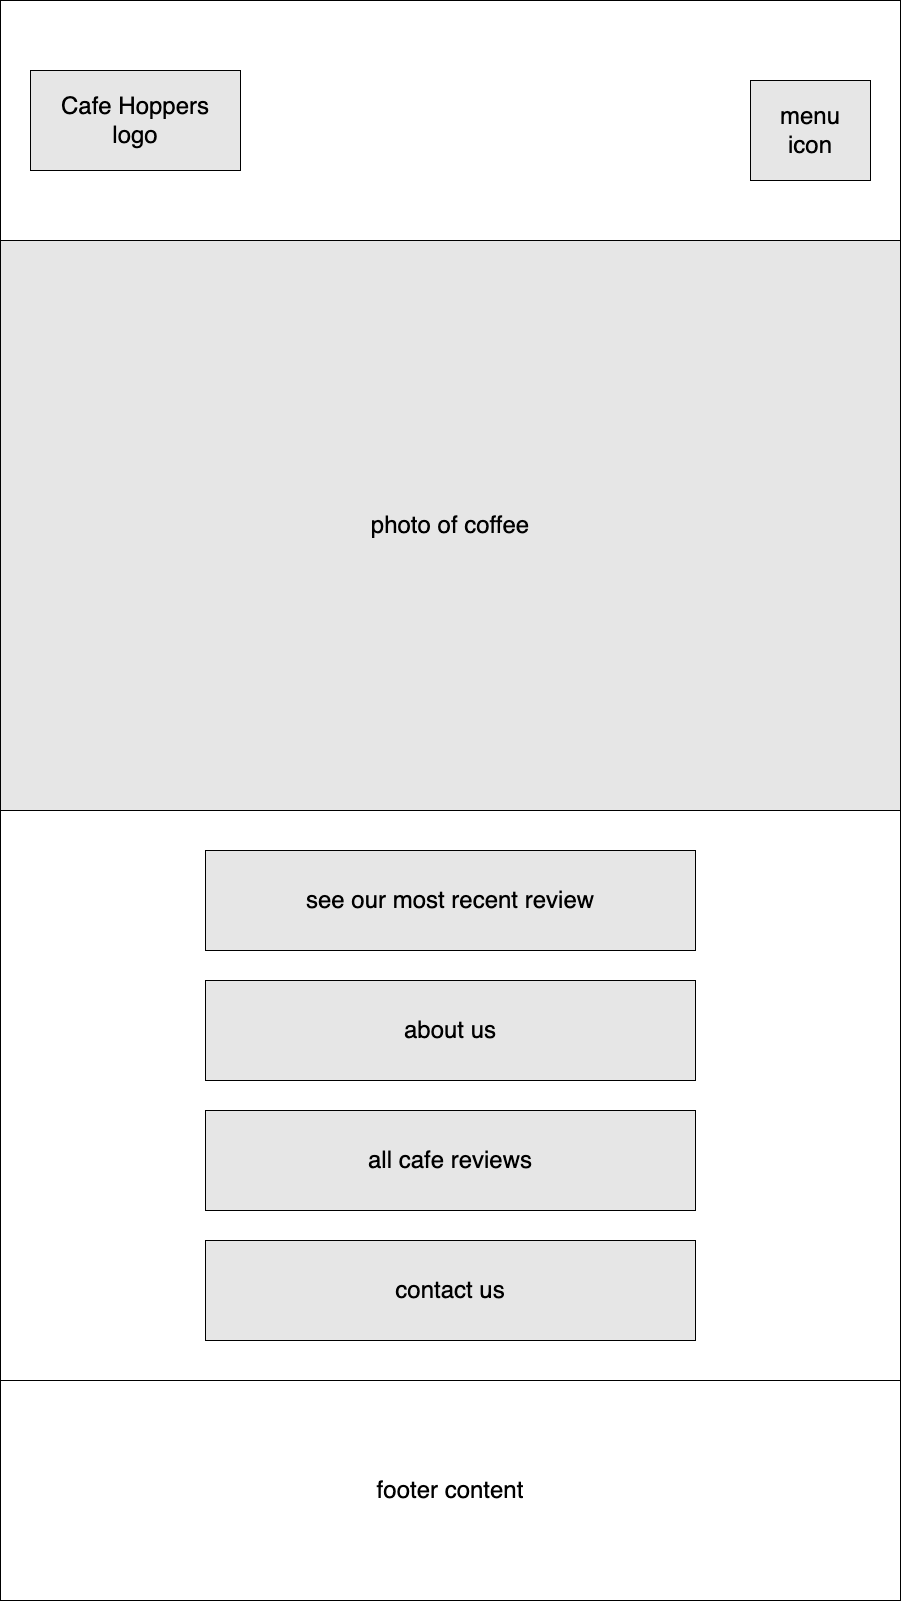 Cafe Hoppers
logo
menu
icon
photo of coffee
see our most recent review
about us
all cafe reviews
contact us
footer content